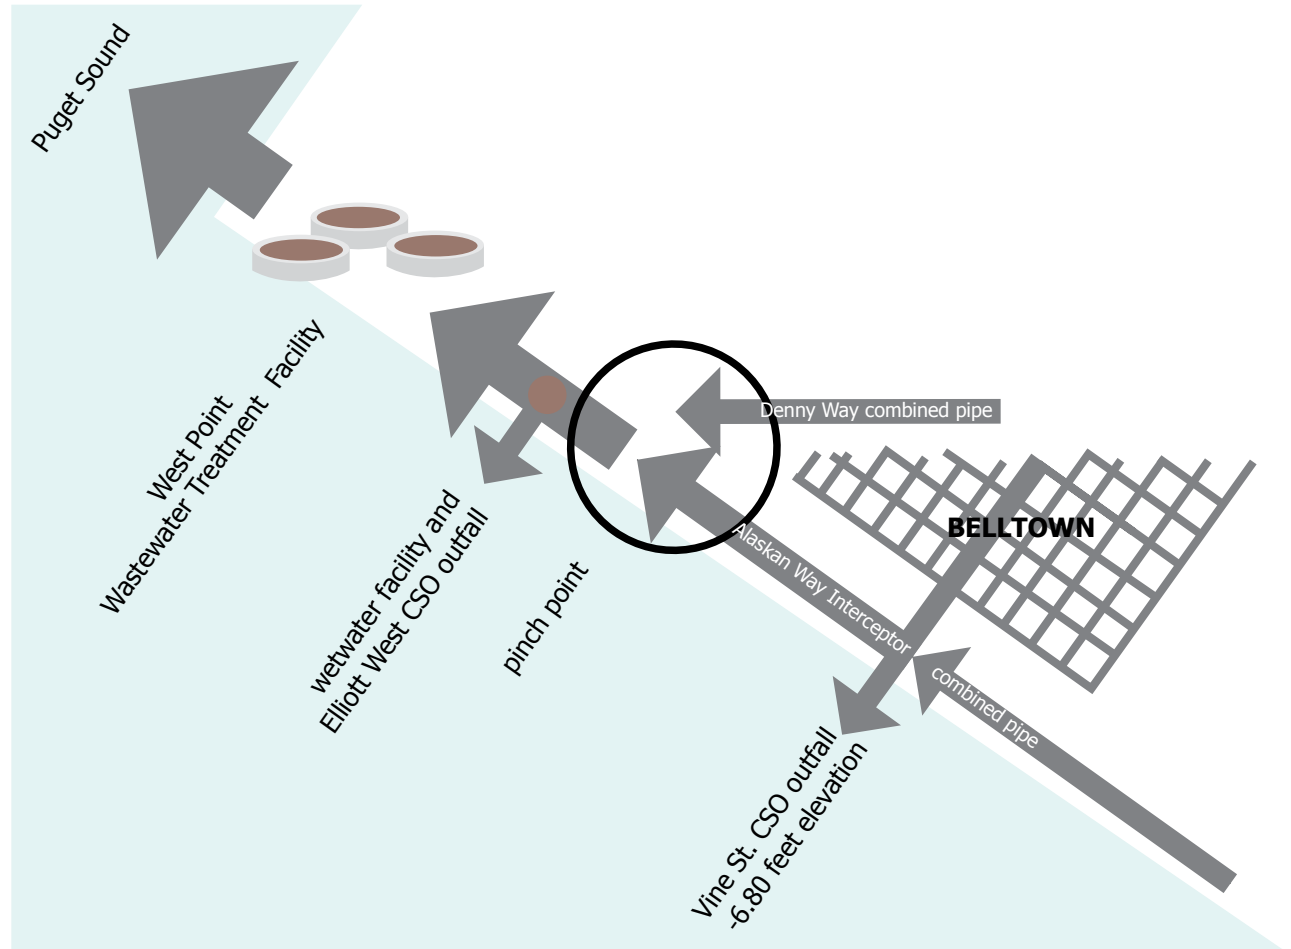 Puget Sound
West Point
Wastewater Treatment  Facility
wetwater facility and
Elliott West CSO outfall
pinch point
Denny Way combined pipe
BELLTOWN
Alaskan Way Interceptor
combined pipe
Vine St. CSO outfall
-6.80 feet elevation